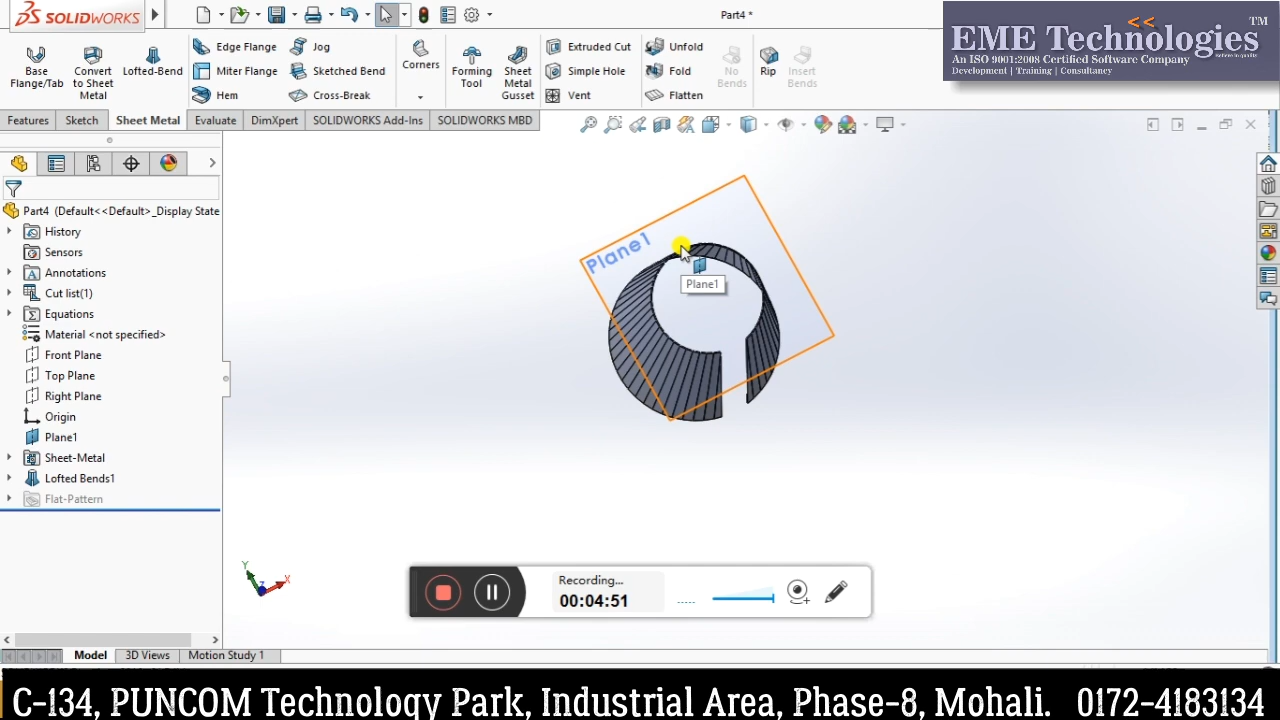 SOLIDWORKS
Part4 *
EME Technologies TM
An ISO 9001:2008 Certified Software Company
Development | Training | Consultancy
Base Flange/Tab
Convert to Sheet Metal
Lofted-Bend
Edge Flange
Miter Flange
Hem
Jog
Sketched Bend
Cross-Break
Corners
Forming Tool
Sheet Metal Gusset
Extruded Cut
Simple Hole
Vent
Unfold
Fold
Flatten
No Bends
Rip
Insert Bends
Features
Sketch
Sheet Metal
Evaluate
DimXpert
SOLIDWORKS Add-Ins
SOLIDWORKS MBD
Part4 (Default<<Default>_Display State
History
Sensors
Annotations
Cut list(1)
Equations
Material <not specified>
Front Plane
Top Plane
Right Plane
Origin
Plane1
Sheet-Metal
Lofted Bends1
Flat-Pattern
Plane1
Plane1
Y
X
Z
Recording...
00:04:51
Model
3D Views
Motion Study 1
C-134, PUNCOM Technology Park, Industrial Area, Phase-8, Mohali. 0172-4183134